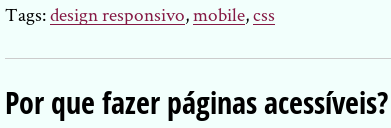 Tags: design responsivo, mobile, css
Por que fazer páginas acessíveis?